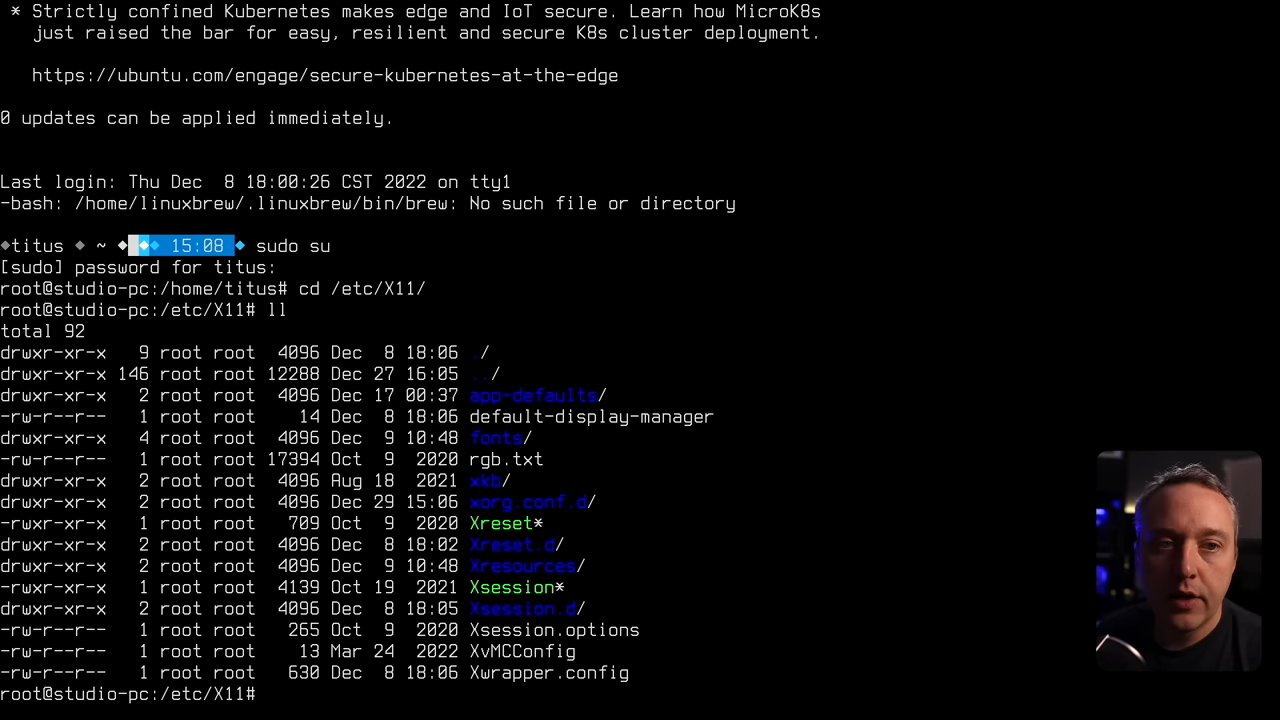 * Strictly confined Kubernetes makes edge and IoT secure. Learn how MicroK8s
just raised the bar for easy, resilient and secure K8s cluster deployment.
https://ubuntu.com/engage/secure-kubernetes-at-the-edge
0 updates can be applied immediately.
Last login: Thu Dec  8 18:00:26 CST 2022 on tty1
-bash: /home/linuxbrew/.linuxbrew/bin/brew: No such file or directory
◆titus ◆ ~ ◆ ◆◆ 15:08 ◆ sudo su
[sudo] password for titus:
root@studio-pc:/home/titus# cd /etc/X11/
root@studio-pc:/etc/X11# ll
total 92
drwxr-xr-x   9 root root  4096 Dec  8 18:06 ./
drwxr-xr-x 146 root root 12288 Dec 27 16:05 ../
drwxr-xr-x   2 root root  4096 Dec 17 00:37 app-defaults/
-rw-r--r--   1 root root    14 Dec  8 18:06 default-display-manager
drwxr-xr-x   4 root root  4096 Dec  9 10:48 fonts/
-rw-r--r--   1 root root 17394 Oct  9  2020 rgb.txt
drwxr-xr-x   2 root root  4096 Aug 18  2021 xkb/
drwxr-xr-x   2 root root  4096 Dec 29 15:06 xorg.conf.d/
-rwxr-xr-x   1 root root   709 Oct  9  2020 Xreset*
drwxr-xr-x   2 root root  4096 Dec  8 18:02 Xreset.d/
drwxr-xr-x   2 root root  4096 Dec  9 10:48 Xresources/
-rwxr-xr-x   1 root root  4139 Oct 19  2021 Xsession*
drwxr-xr-x   2 root root  4096 Dec  8 18:05 Xsession.d/
-rw-r--r--   1 root root   265 Oct  9  2020 Xsession.options
-rw-r--r--   1 root root    13 Mar 24  2022 XvMCConfig
-rw-r--r--   1 root root   630 Dec  8 18:06 Xwrapper.config
root@studio-pc:/etc/X11#